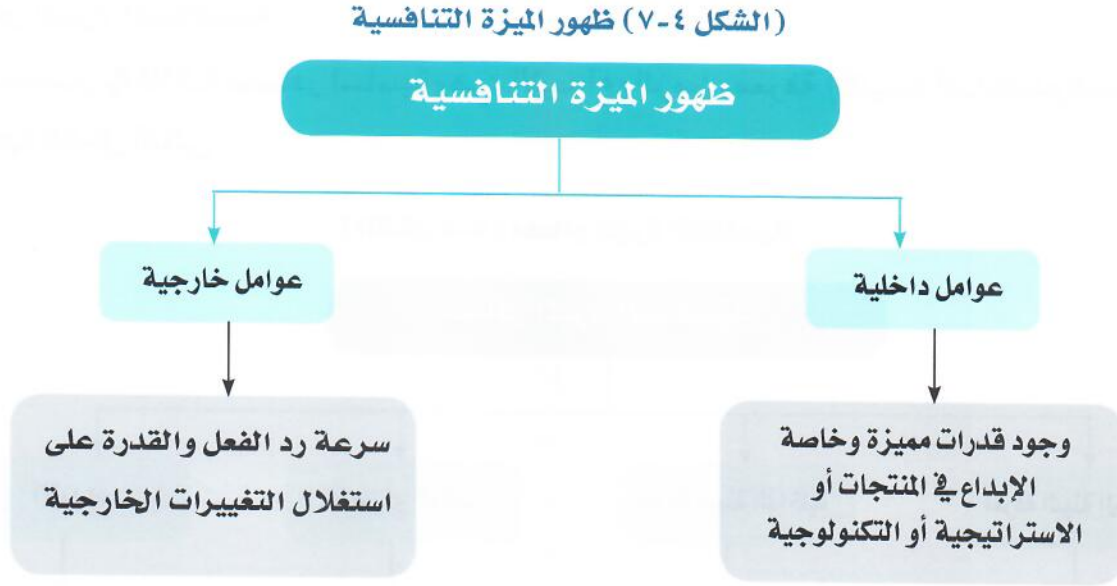 (الشكل ٤-٧) ظهور الميزة التنافسية
ظهور الميزة التنافسية
عوامل داخلية
وجود قدرات مميزة وخاصة
الإبداع في المنتجات أو
الاستراتيجية أو التكنولوجية
عوامل خارجية
سرعة رد الفعل والقدرة على
استغلال التغييرات الخارجية